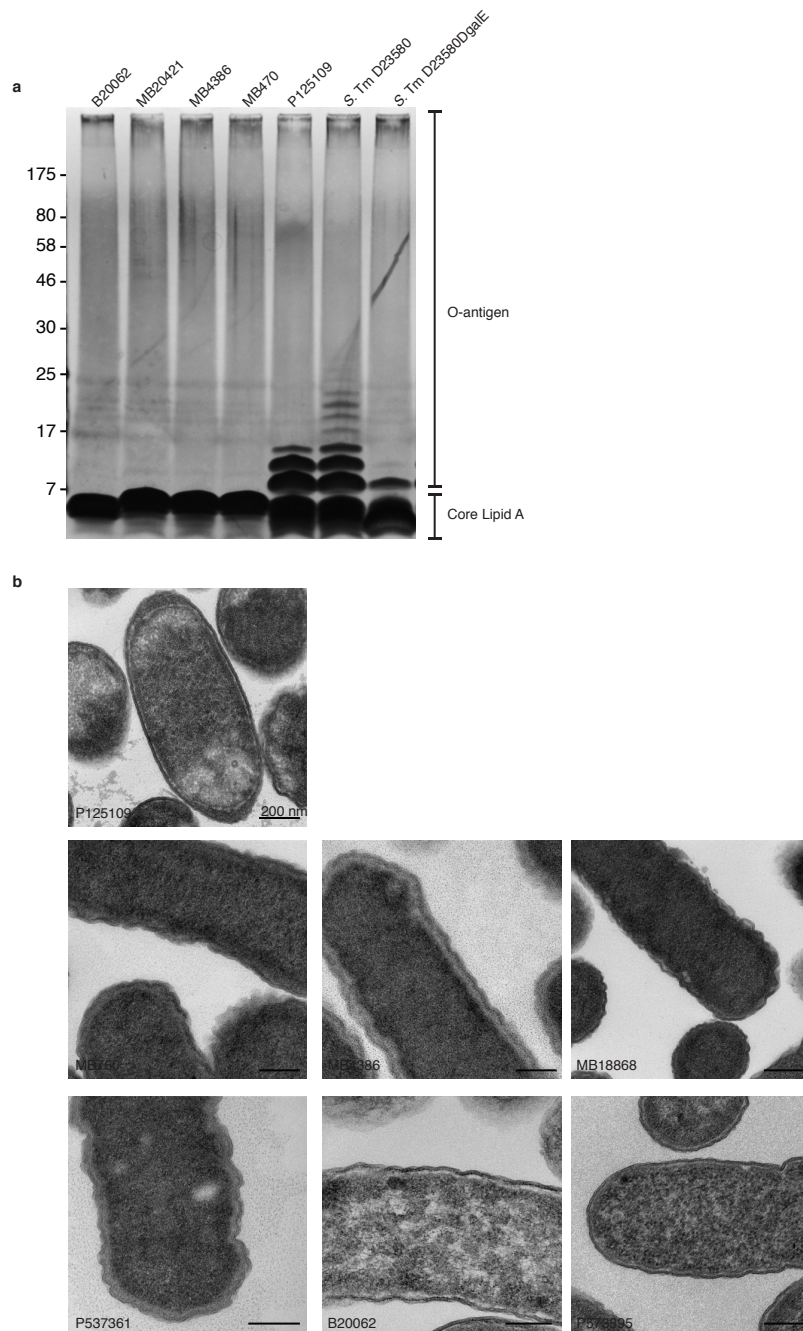 a
B20062
MB20421
MB4386
MB470
P125109
S. Tm D23580
S. Tm D23580DgalE
175
80
58
46
30
25
17
7
O-antigen
Core Lipid A
b
P125109
200 nm
MB18868
P537361
B20062